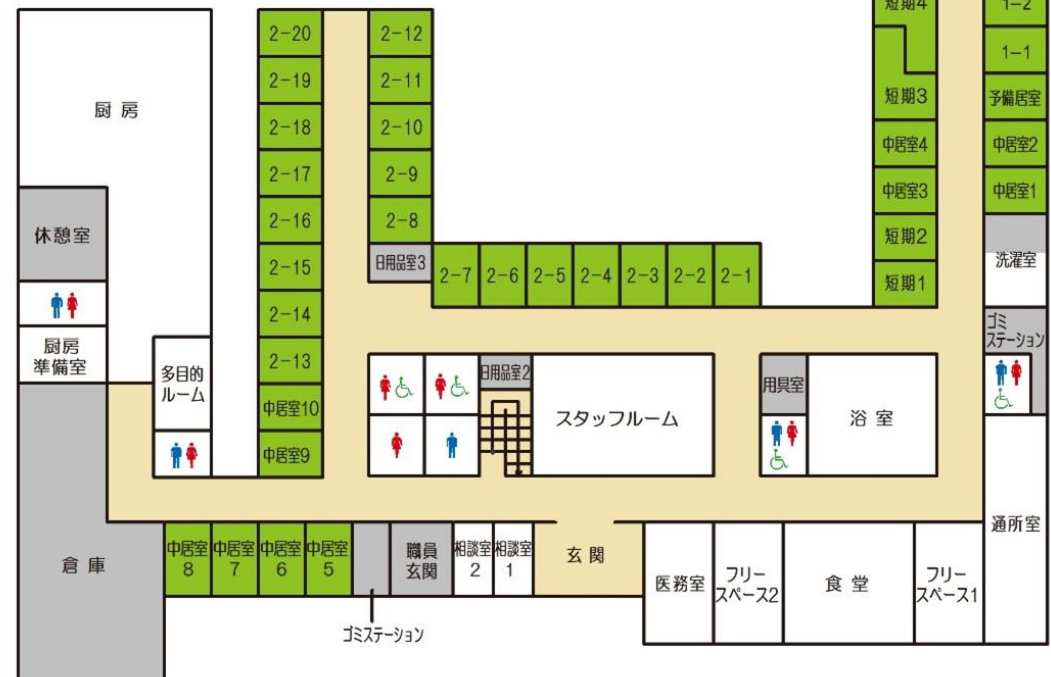 短期4
1-2
2-20
2-12
1-1
2-19
2-11
厨房
短期3
予備居室
2-18
2-10
中居室4
中居室2
2-17
2-9
中居室3
中居室1
2-16
2-8
休憩室
短期2
2-15
日用品室3
2-7
2-6
2-5
2-4
2-3
2-2
2-1
短期1
洗濯室
2-14
ゴミ
ステーション
厨房
準備室
2-13
多目的
ルーム
日用品室2
用具室
中居室10
スタッフルーム
浴室
中居室9
通所室
倉庫
中居室
8
中居室
7
中居室
6
中居室
5
職員
玄関
相談室
2
相談室
1
玄関
医務室
フリー
スペース2
食堂
フリー
スペース1
ゴミステーション